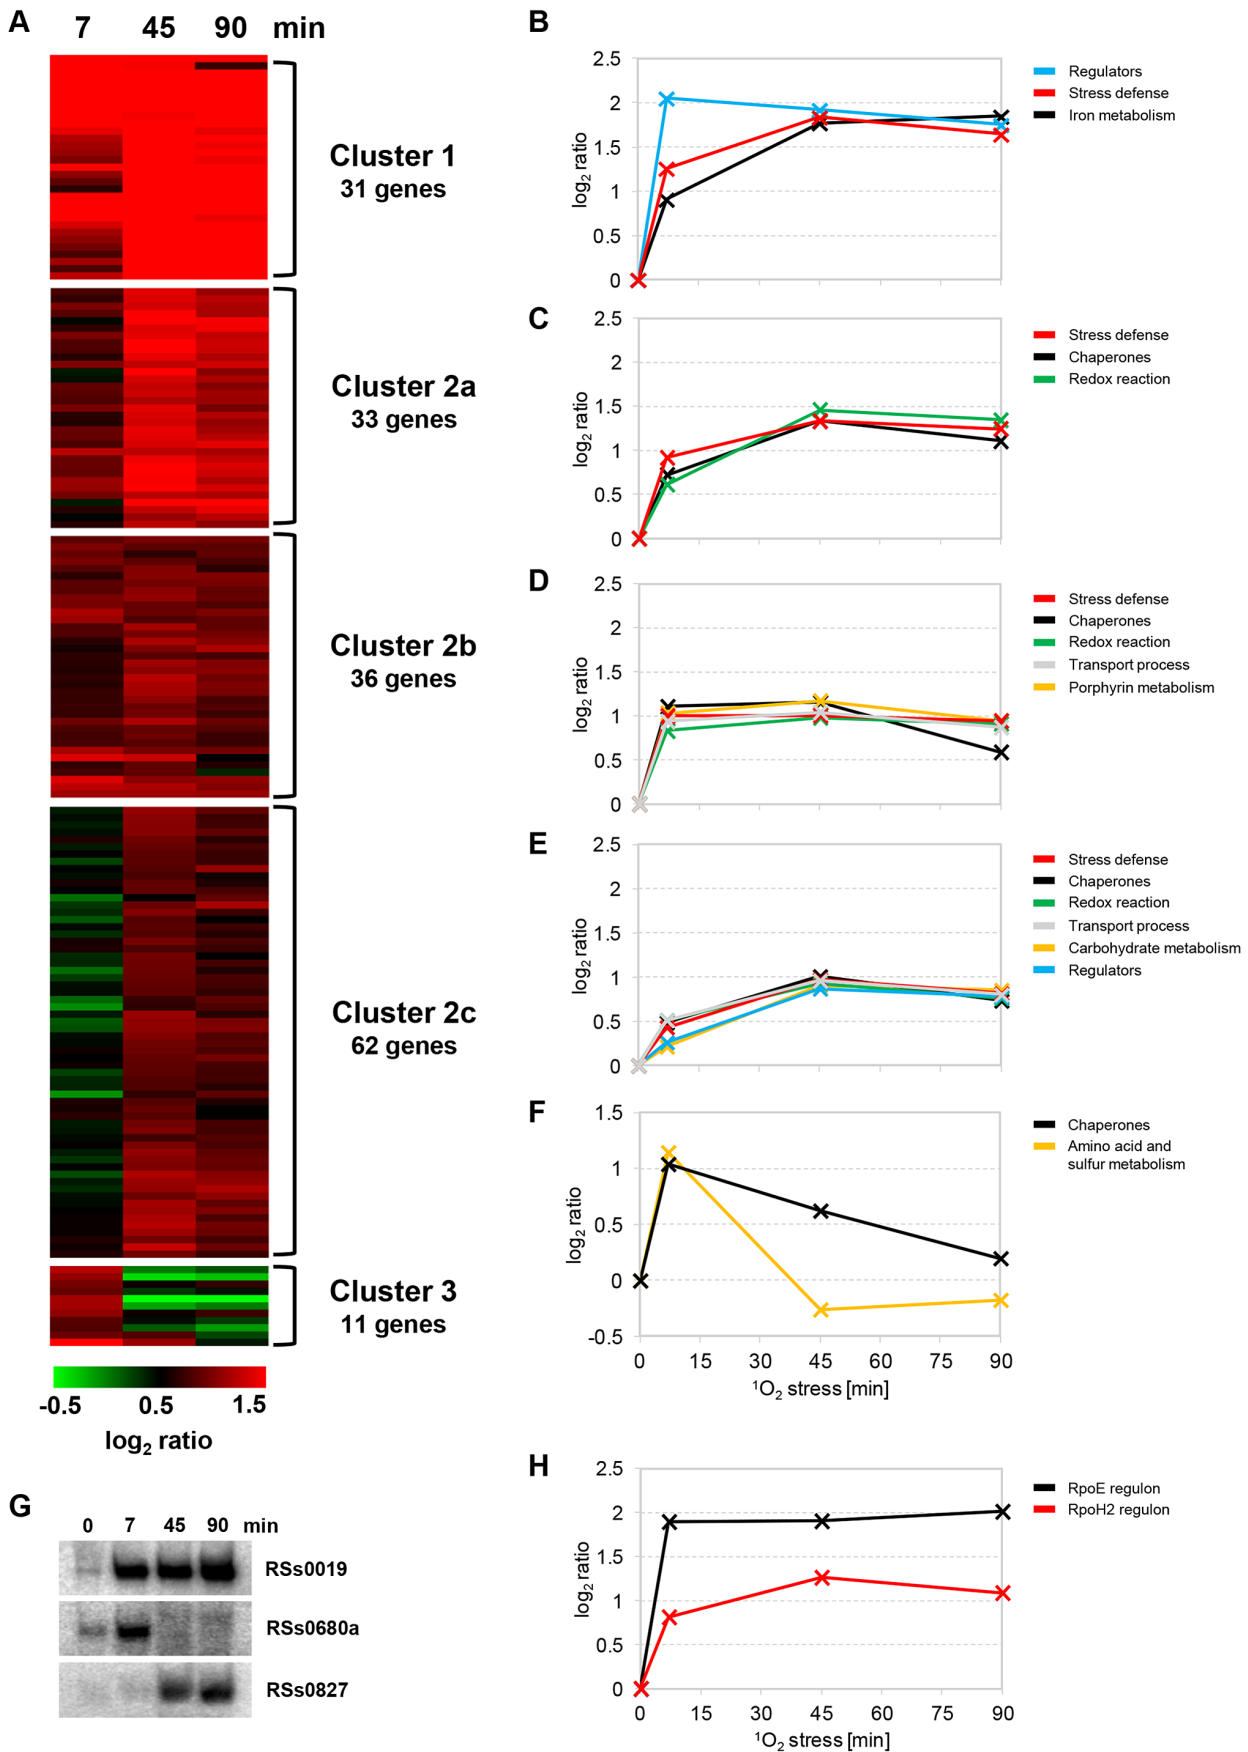 A
7 45 90 min
Cluster 1
31 genes
Cluster 2a
33 genes
Cluster 2b
36 genes
Cluster 2c
62 genes
Cluster 3
11 genes
-0.5 0.5 1.5
log2 ratio
B
2.5
2
1.5
1
0.5
0
log2 ratio
Regulators
Stress defense
Iron metabolism
C
2.5
2
1.5
1
0.5
0
log2 ratio
Stress defense
Chaperones
Redox reaction
D
2.5
2
1.5
1
0.5
0
log2 ratio
Stress defense
Chaperones
Redox reaction
Transport process
Porphyrin metabolism
E
2.5
2
1.5
1
0.5
0
log2 ratio
Stress defense
Chaperones
Redox reaction
Transport process
Carbohydrate metabolism
Regulators
F
1.5
1
0.5
0
-0.5
log2 ratio
0 15 30 45 60 75 90
¹O2 stress [min]
Chaperones
Amino acid and
sulfur metabolism
G
0 7 45 90 min
RSs0019
RSs0680a
RSs0827
H
2.5
2
1.5
1
0.5
0
log2 ratio
0 15 30 45 60 75 90
¹O2 stress [min]
RpoE regulon
RpoH2 regulon